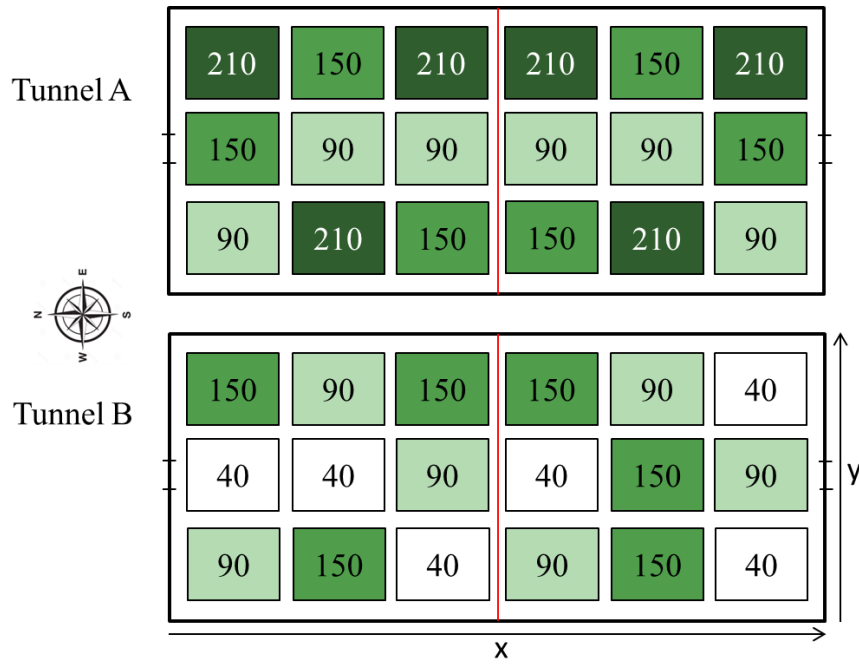 Tunnel A
210 150 210 210 150 210
150 90 90 90 90 150
90 210 150 150 210 90
E
N S
W
Tunnel B
150 90 150 150 90 40
40 40 90 40 150 90
90 150 40 90 150 40
y
x